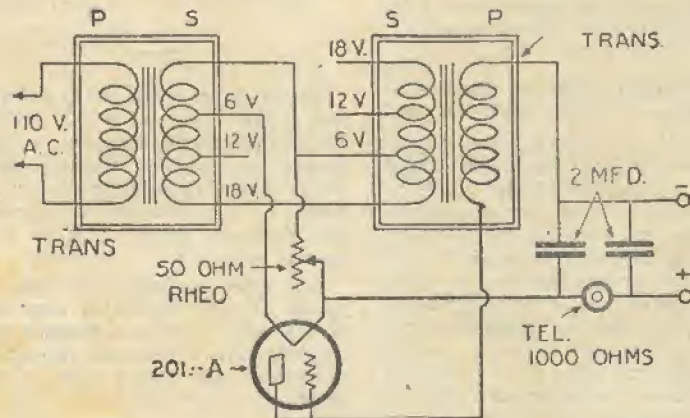 P S
S P
TRANS.
18 V.
6 V
12 V
110 V.
A.C.
12 V.
6 V
18 V.
TRANS
2 MFD.
−
+
50 OHM
RHEO
TEL.
1000 OHMS
201-A